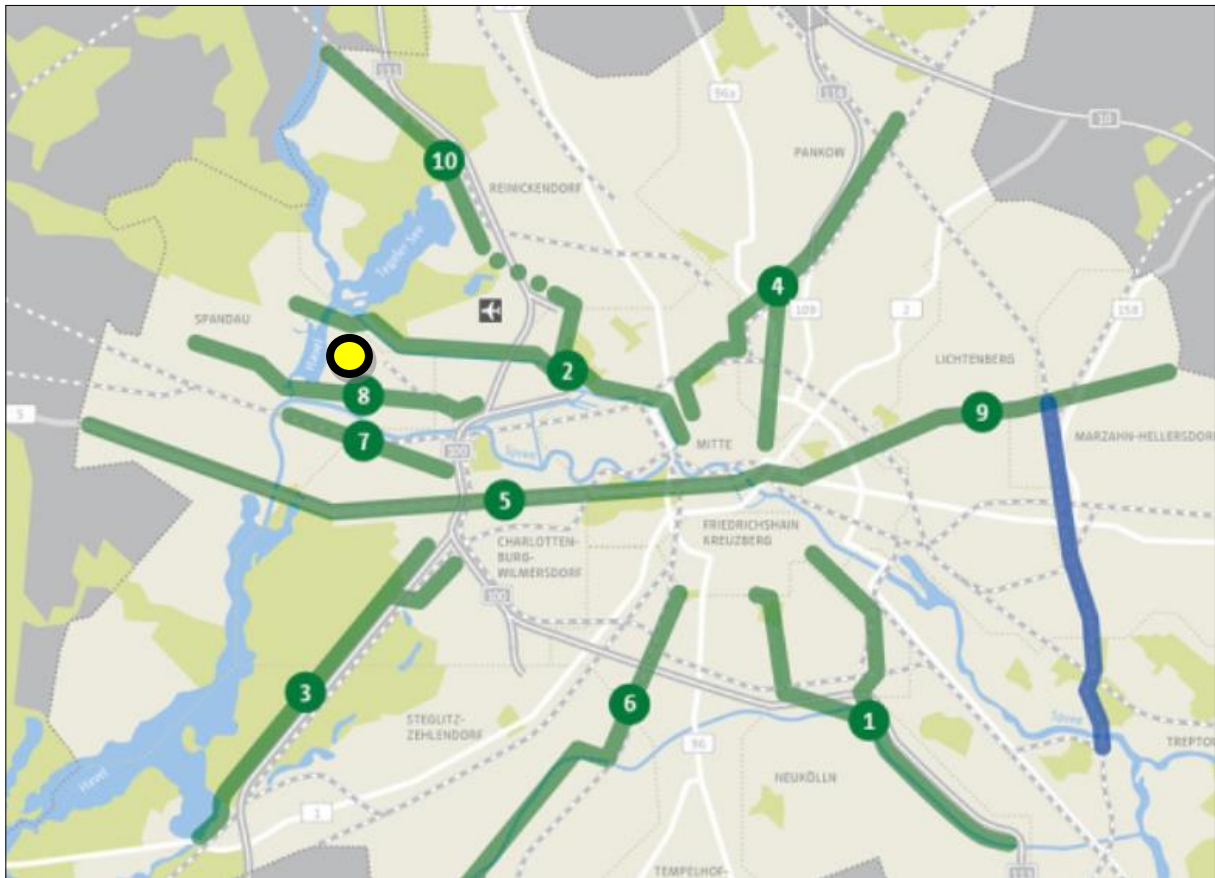 111
96a
114
10
PANKOW
10
REINICKENDORF
Tegeler See
4
109
2
158
SPANDAU
Havel
LICHTENBERG
2
8
9
5
MARZAHN-HELLERSDORF
7
MITTE
100
Spree
5
FRIEDRICHSHAIN
KREUZBERG
CHARLOTTEN-
BURG-
WILMERSDORF
100
3
6
STEGLITZ-
ZEHLENDORF
1
Spree
96
TREPTO
Havel
NEUKÖLLN
1
TEMPELHOF-
113